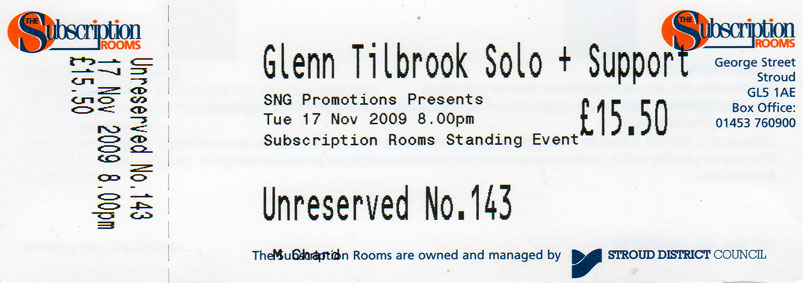 THE Subscription ROOMS
Unreserved No.143
17 Nov 2009 8.00pm
£15.50
Glenn Tilbrook Solo + Support
SNG Promotions Presents
Tue 17 Nov 2009 8.00pm
Subscription Rooms Standing Event
£15.50
Unreserved No.143
M Chard
The Subscription Rooms are owned and managed by STROUD DISTRICT COUNCIL
THE Subscription ROOMS
George Street
Stroud
GL5 1AE
Box Office:
01453 760900